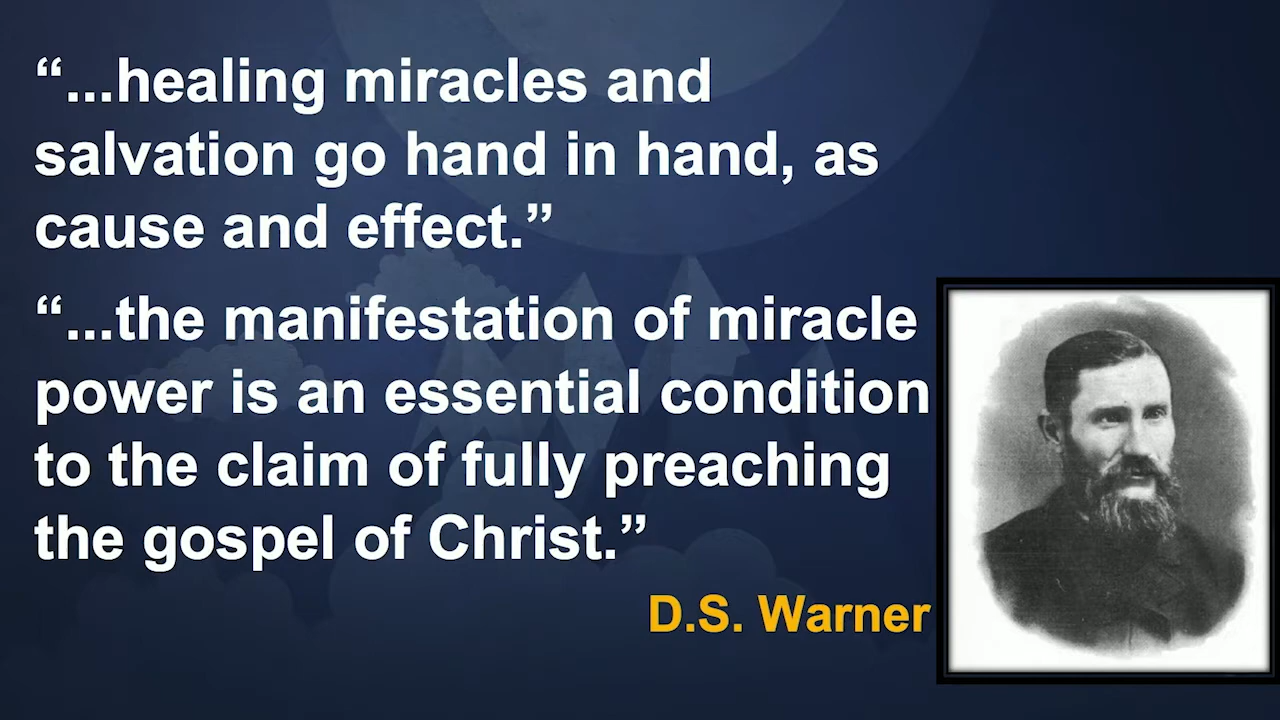 “...healing miracles and
salvation go hand in hand, as
cause and effect.”
“...the manifestation of miracle
power is an essential condition
to the claim of fully preaching
the gospel of Christ.”
D.S. Warner